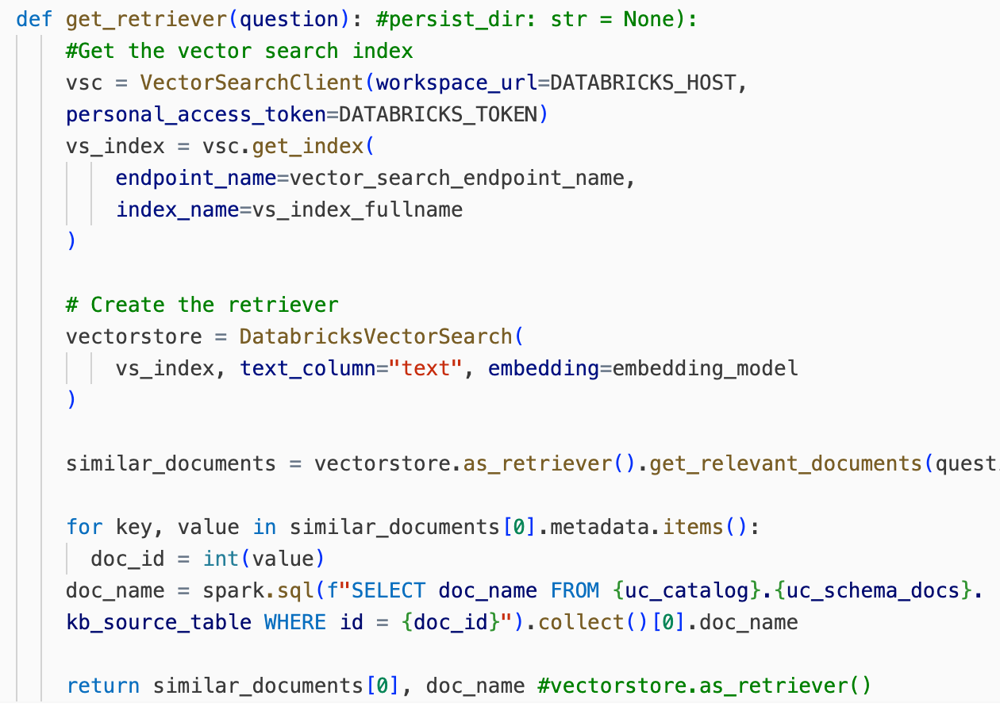 def get_retriever(question): #persist_dir: str = None):
    #Get the vector search index
    vsc = VectorSearchClient(workspace_url=DATABRICKS_HOST,
    personal_access_token=DATABRICKS_TOKEN)
    vs_index = vsc.get_index(
        endpoint_name=vector_search_endpoint_name,
        index_name=vs_index_fullname
    )

    # Create the retriever
    vectorstore = DatabricksVectorSearch(
        vs_index, text_column="text", embedding=embedding_model
    )

    similar_documents = vectorstore.as_retriever().get_relevant_documents(

    for key, value in similar_documents[0].metadata.items():
      doc_id = int(value)
    doc_name = spark.sql(f"SELECT doc_name FROM {uc_catalog}.{uc_schema_docs}.
    kb_source_table WHERE id = {doc_id}").collect()[0].doc_name

    return similar_documents[0], doc_name #vectorstore.as_retriever()